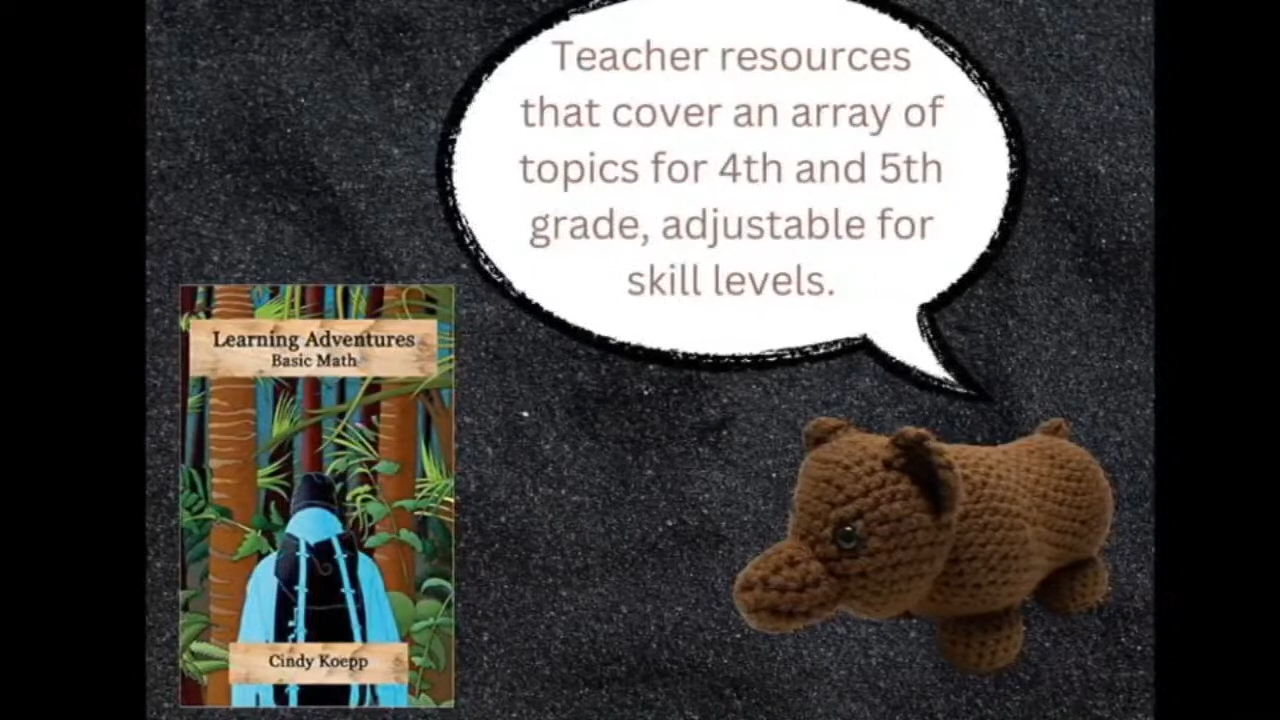 Teacher resources
that cover an array of
topics for 4th and 5th
grade, adjustable for
skill levels.
Learning Adventures
Basic Math
Cindy Koepp